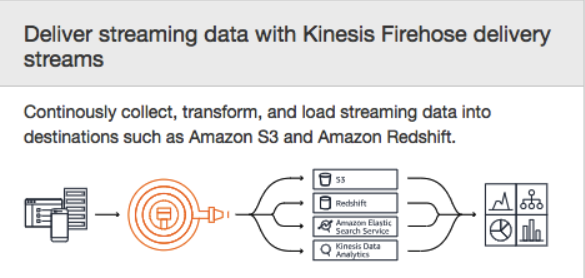 Deliver streaming data with Kinesis Firehose delivery
streams
Continously collect, transform, and load streaming data into
destinations such as Amazon S3 and Amazon Redshift.
S3
Redshift
Amazon Elastic
Search Service
Kinesis Data
Analytics